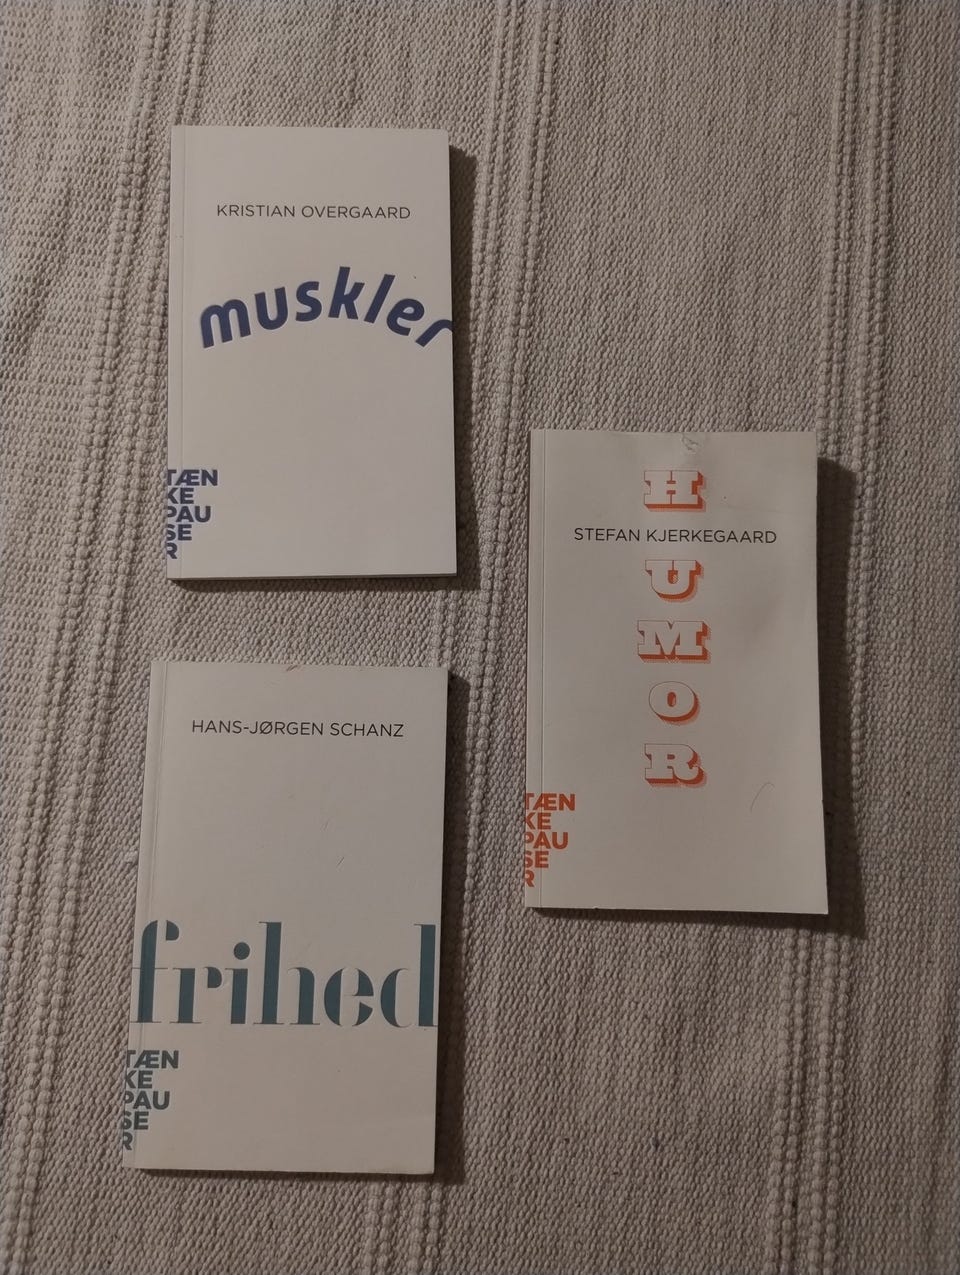 KRISTIAN OVERGAARD
muskler
TÆN
KE
PAU
SE
R
H
STEFAN KJERKEGAARD
U
M
O
R
TÆN
KE
PAU
SE
R
HANS-JØRGEN SCHANZ
frihed
TÆN
KE
PAU
SE
R